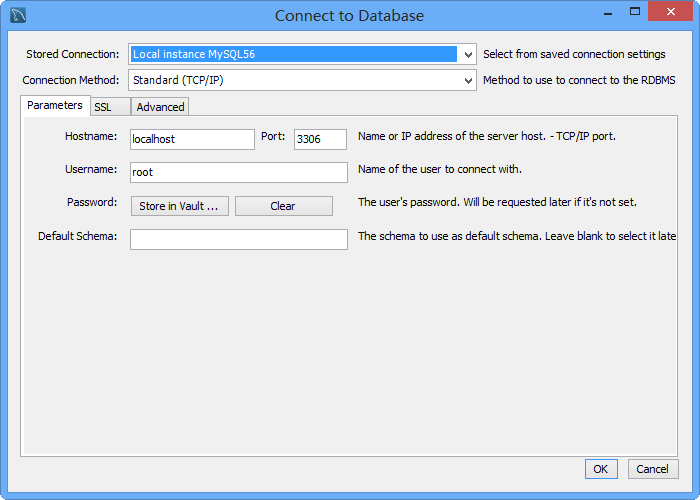 Connect to Database
Stored Connection: Local instance MySQL56 Select from saved connection settings
Connection Method: Standard (TCP/IP) Method to use to connect to the RDBMS
Parameters SSL Advanced
Hostname: localhost Port: 3306 Name or IP address of the server host. - TCP/IP port.
Username: root Name of the user to connect with.
Password: Store in Vault ... Clear The user's password. Will be requested later if it's not set.
Default Schema: The schema to use as default schema. Leave blank to select it late
OK Cancel